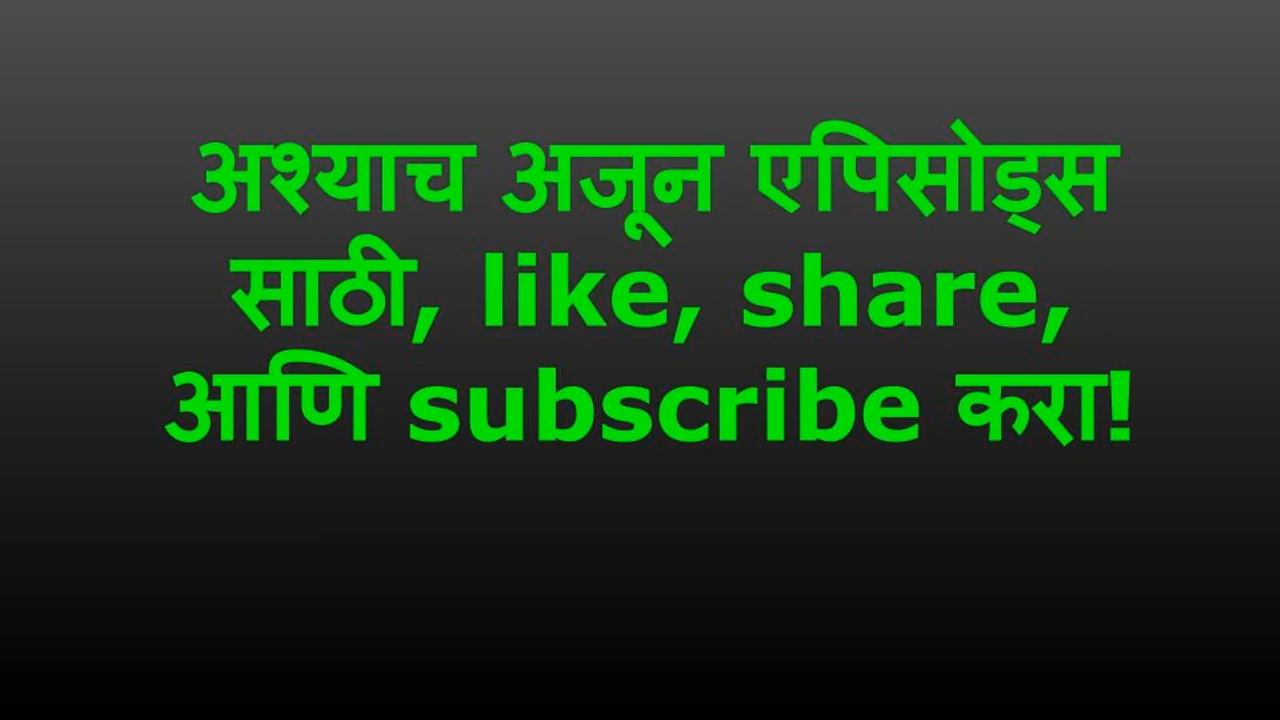 अश्याच अजून एपिसोड्स
साठी, like, share,
आणि subscribe करा!